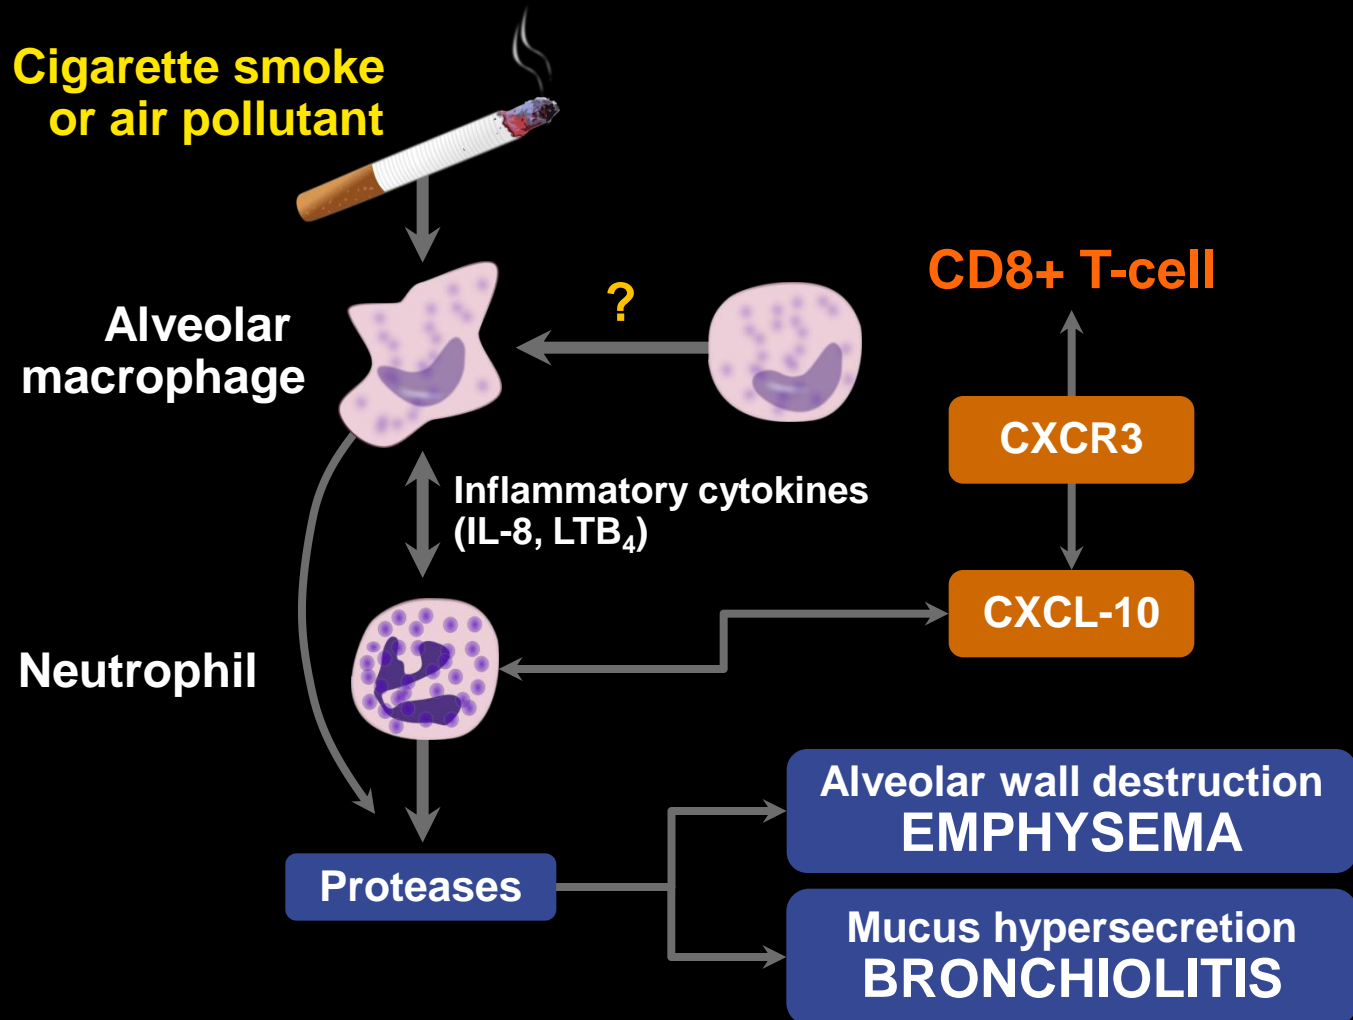 Cigarette smoke
or air pollutant
?
CD8+ T-cell
Alveolar
macrophage
CXCR3
Inflammatory cytokines
(IL-8, LTB₄)
CXCL-10
Neutrophil
Alveolar wall destruction
EMPHYSEMA
Proteases
Mucus hypersecretion
BRONCHIOLITIS